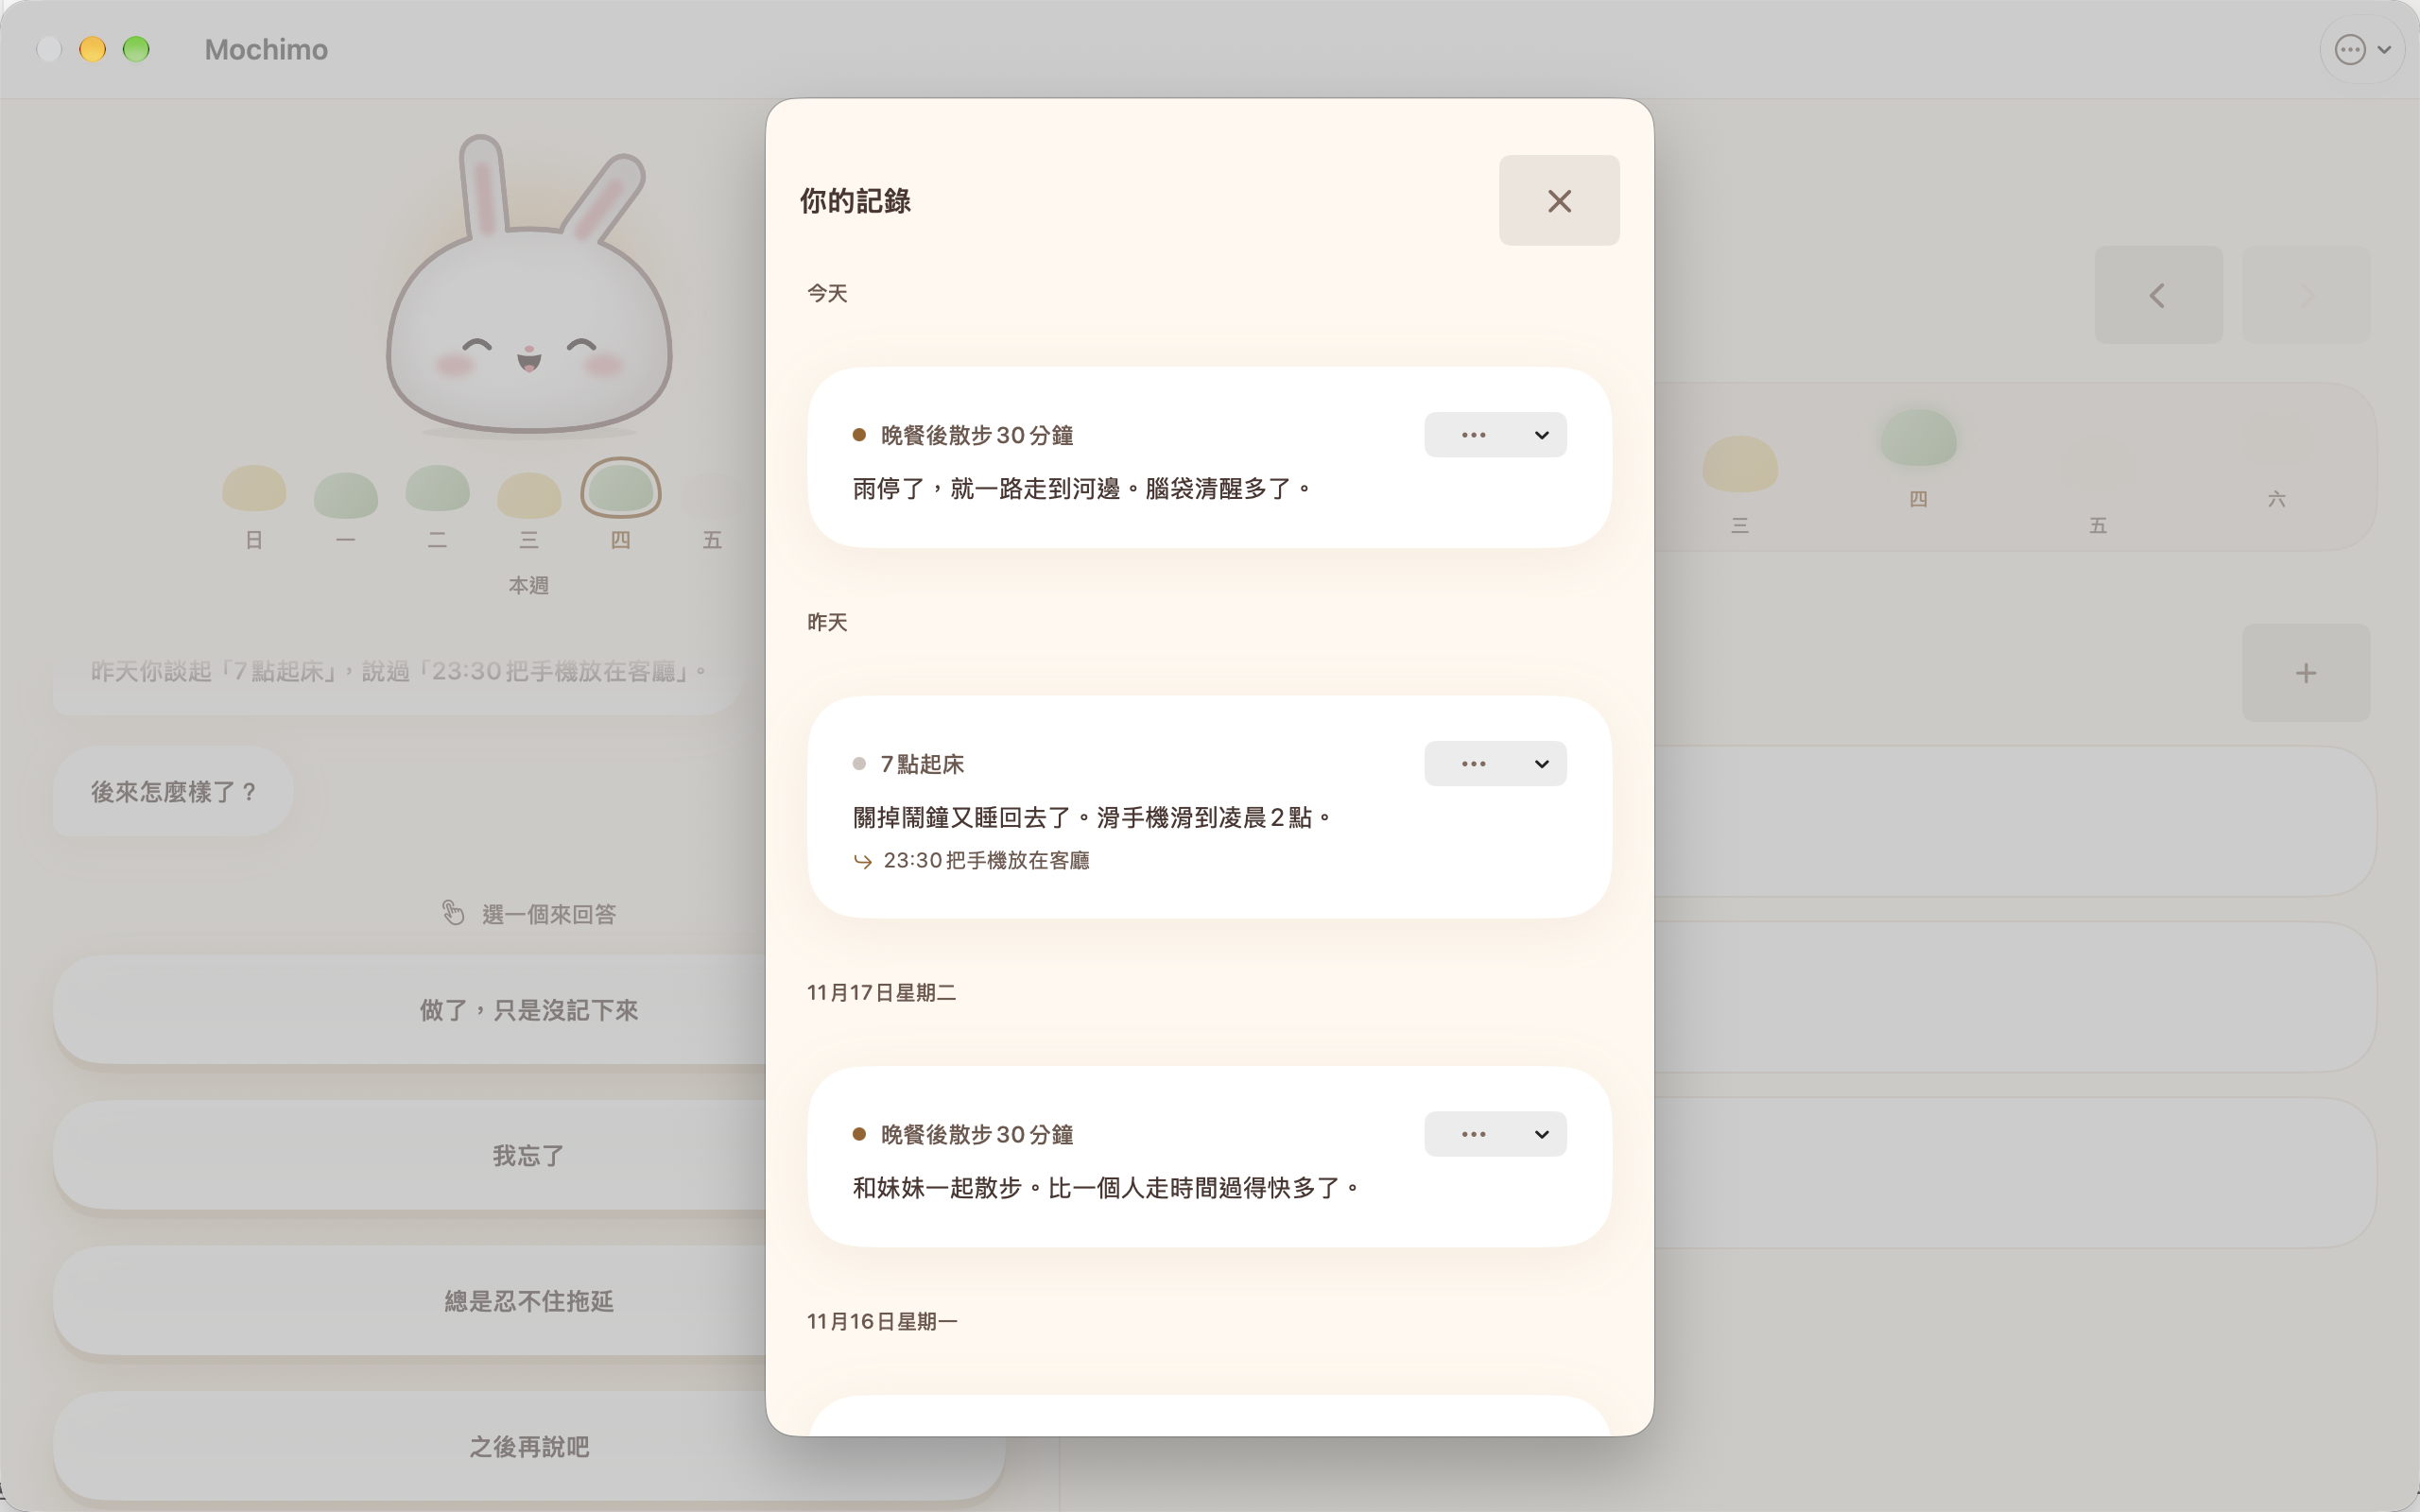 Mochimo
日 一 二 三 四 五
本週
昨天你談起「7點起床」，說過「23:30把手機放在客廳」。
後來怎麼樣了？
選一個來回答
做了，只是沒記下來
我忘了
總是忍不住拖延
之後再說吧
你的記錄
今天
晚餐後散步30分鐘
雨停了，就一路走到河邊。腦袋清醒多了。
昨天
7點起床
關掉鬧鐘又睡回去了。滑手機滑到凌晨2點。
23:30把手機放在客廳
11月17日星期二
晚餐後散步30分鐘
和妹妹一起散步。比一個人走時間過得快多了。
11月16日星期一
三 四 五 六